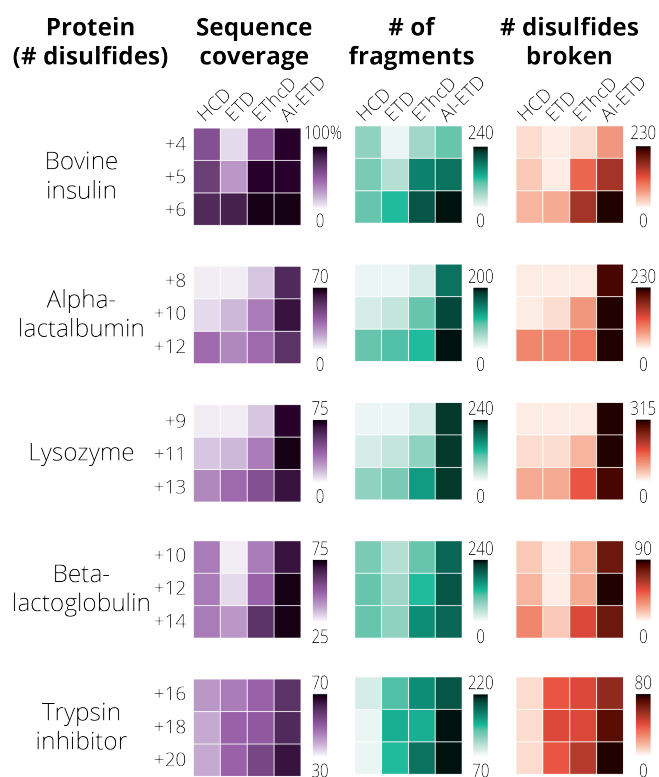 Protein
(# disulfides)
Sequence
coverage
# of
fragments
# disulfides
broken
HCD ETD EThcD AI-ETD
HCD ETD EThcD AI-ETD
HCD ETD EThcD AI-ETD
Bovine
insulin
+4
+5
+6
100%
0
240
0
230
0
Alpha-
lactalbumin
+8
+10
+12
70
0
200
0
230
0
Lysozyme
+9
+11
+13
75
0
240
0
315
0
Beta-
lactoglobulin
+10
+12
+14
75
25
240
0
90
0
Trypsin
inhibitor
+16
+18
+20
70
30
220
70
80
0